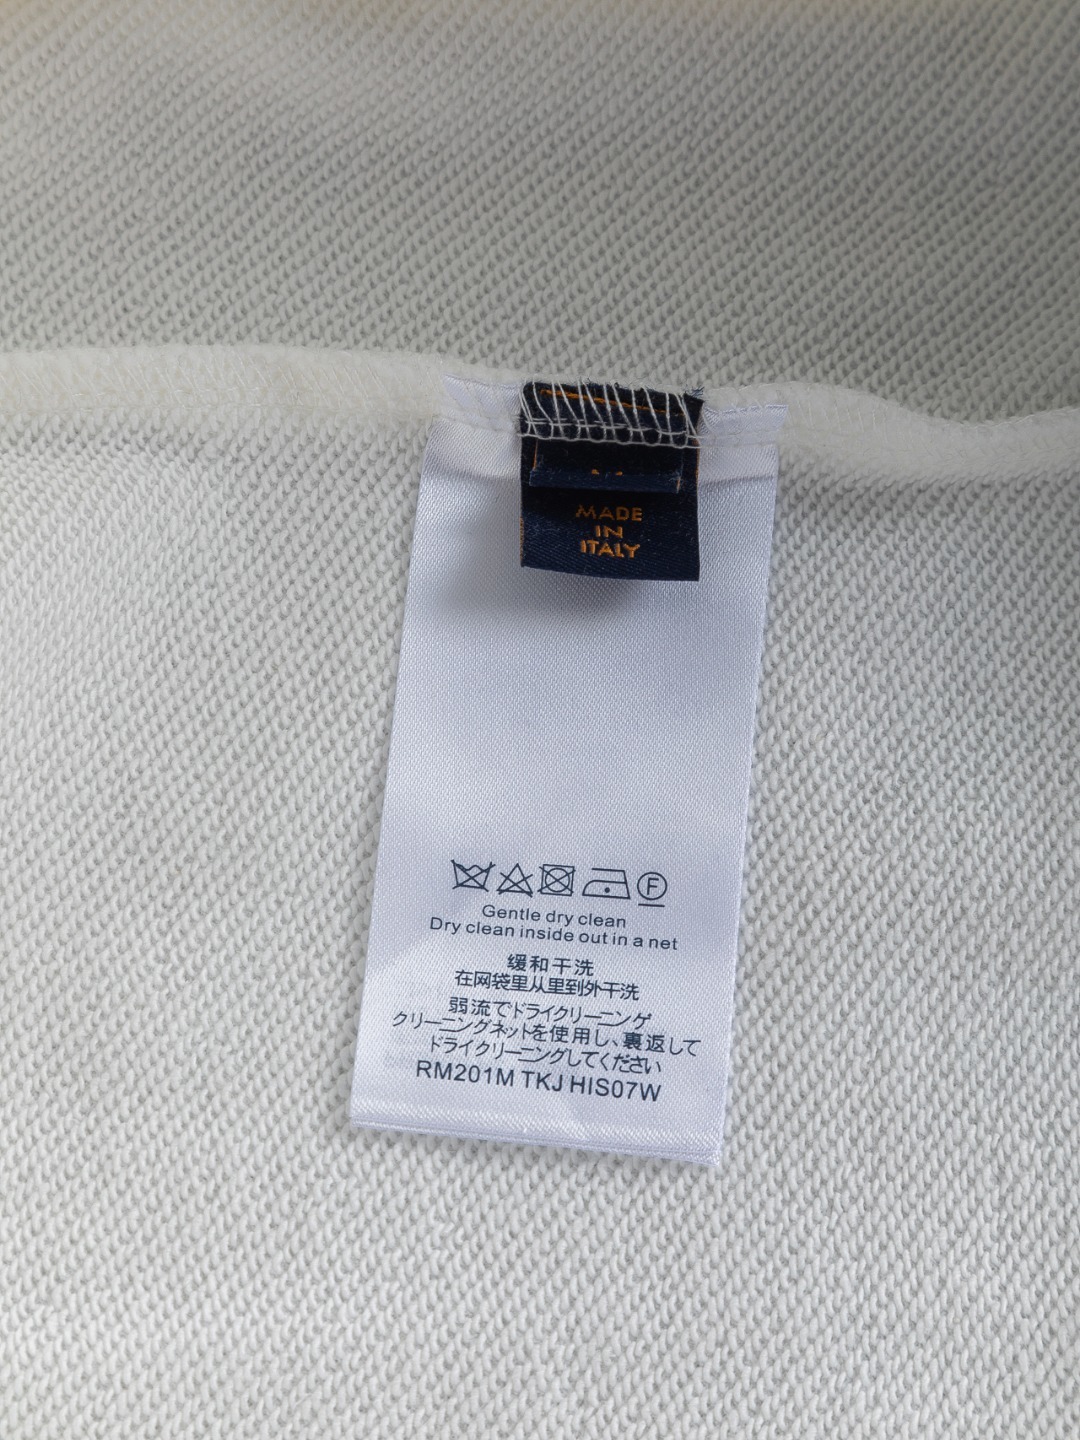 MADE
IN
ITALY
F
Gentle dry clean
Dry clean inside out in a net
缓和干洗
在网袋里从里到外干洗
弱流でドライクリーニング
クリーニングネットを使用し、裏返して
ドライクリーニングしてください
RM201M TKJ HIS07W